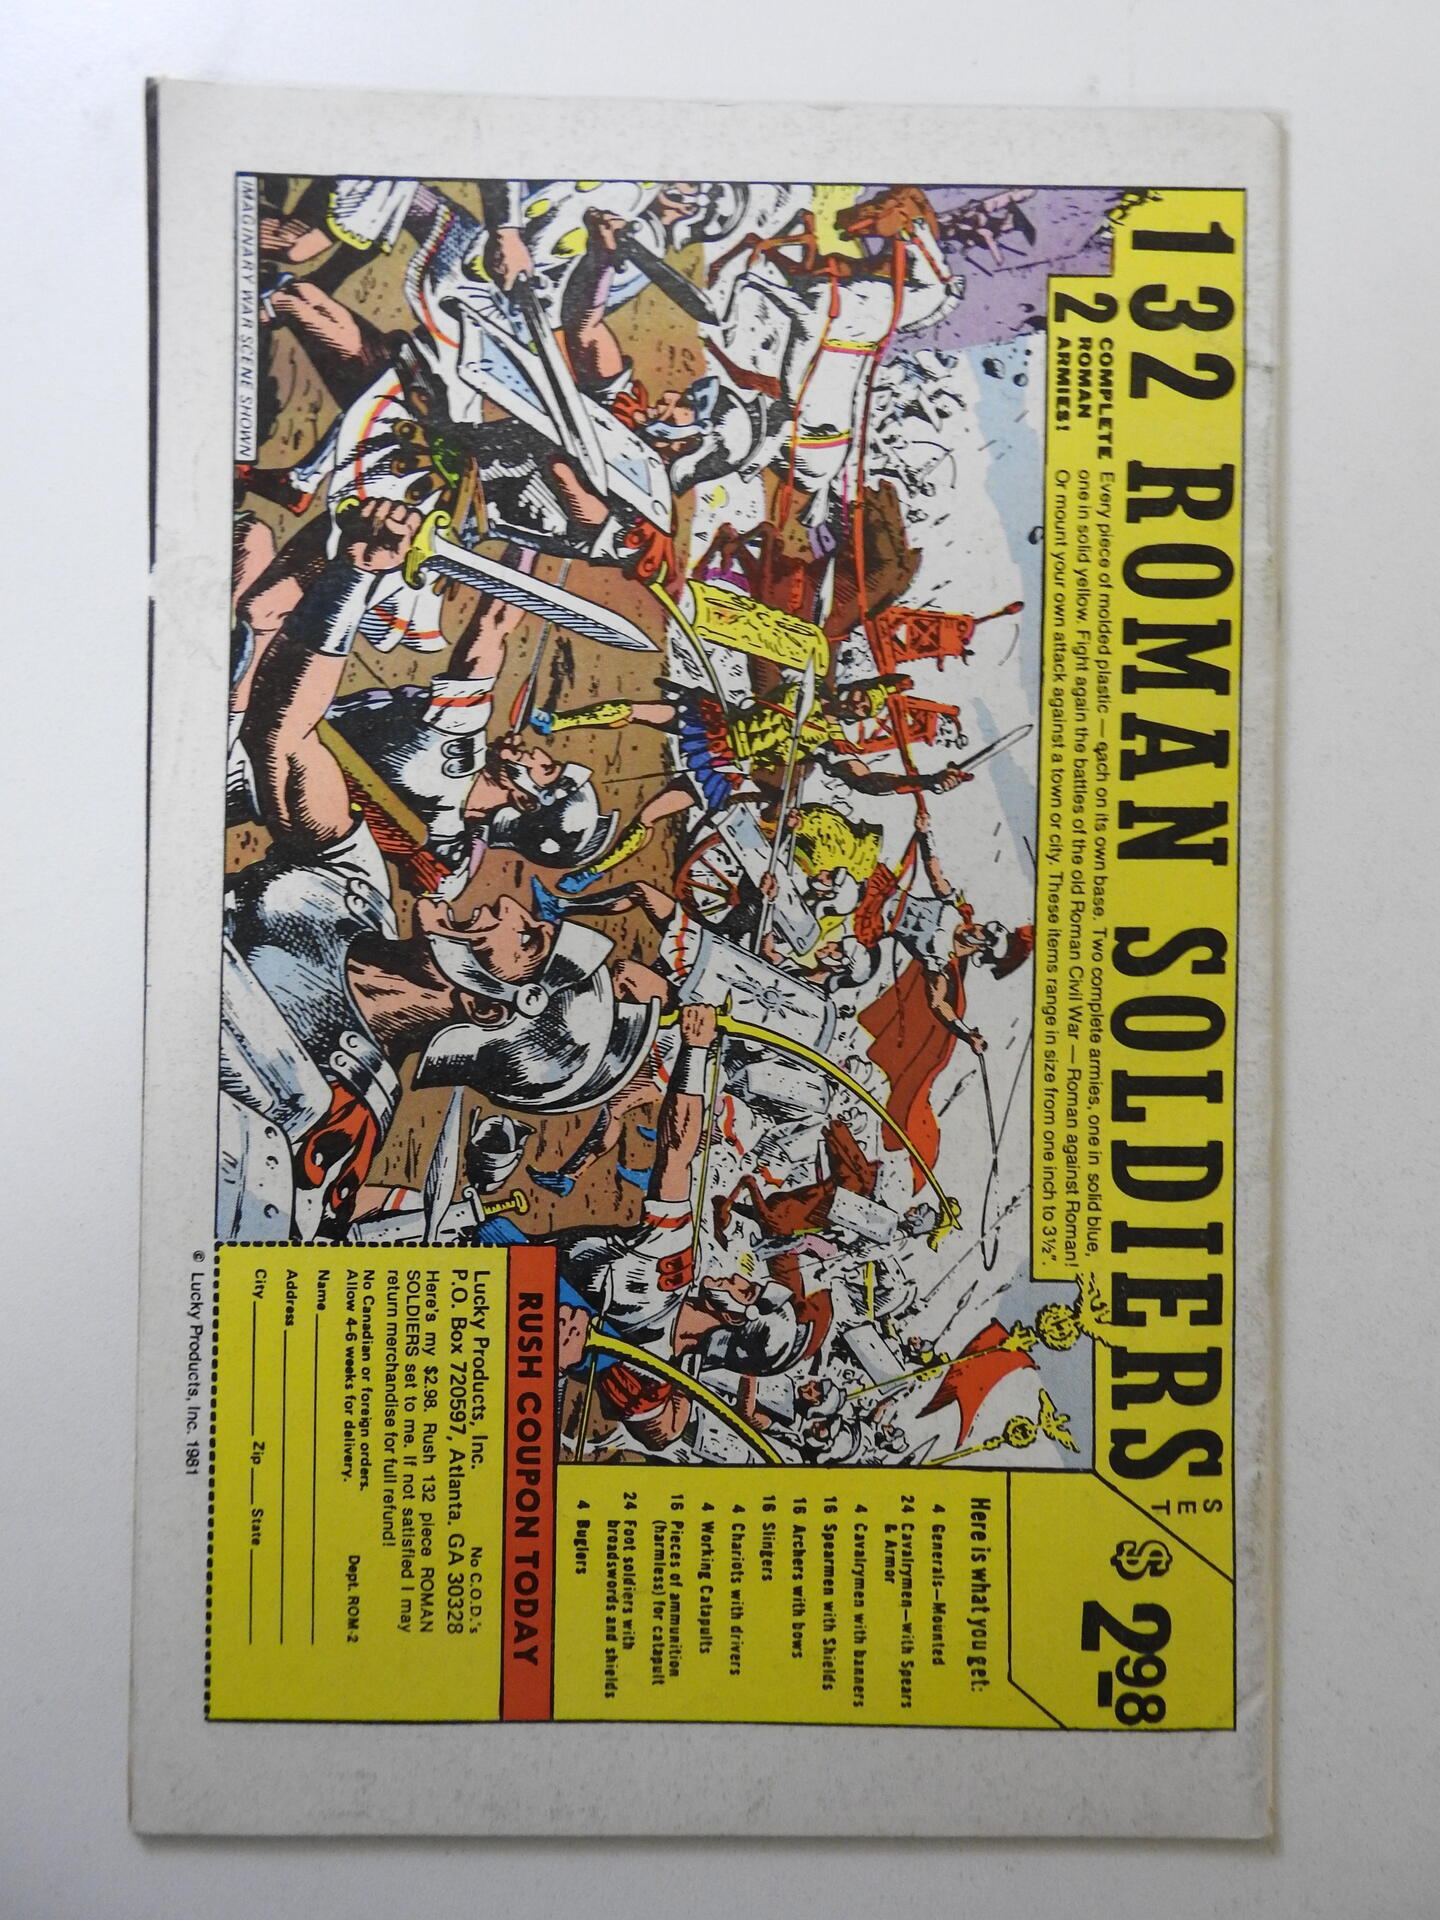 132 ROMAN SOLDIERS SET $2.98
2 COMPLETE ROMAN ARMIES!
Every piece of molded plastic — each on its own base. Two complete armies, one in solid blue,
one in solid yellow. Fight again the battles of the old Roman Civil War — Roman against Roman!
Or mount your own attack against a town or city. These items range in size from one inch to 3½".
Here is what you get:
4 Generals—Mounted
24 Cavalrymen—with Spears
& Armor
4 Cavalrymen with banners
16 Spearmen with Shields
16 Archers with bows
16 Slingers
4 Chariots with drivers
4 Working Catapults
16 Pieces of ammunition
(harmless) for catapult
24 Foot soldiers with
broadswords and shields
4 Buglers
IMAGINARY WAR SCENE SHOWN
RUSH COUPON TODAY
Lucky Products, Inc. No C.O.D.'s
P.O. Box 720597, Atlanta, GA 30328
Here's my $2.98. Rush 132 piece ROMAN
SOLDIERS set to me. If not satisfied I may
return merchandise for full refund!
No Canadian or foreign orders.
Allow 4-6 weeks for delivery. Dept. ROM-2
Name
Address
City Zip State
© Lucky Products, Inc. 1981